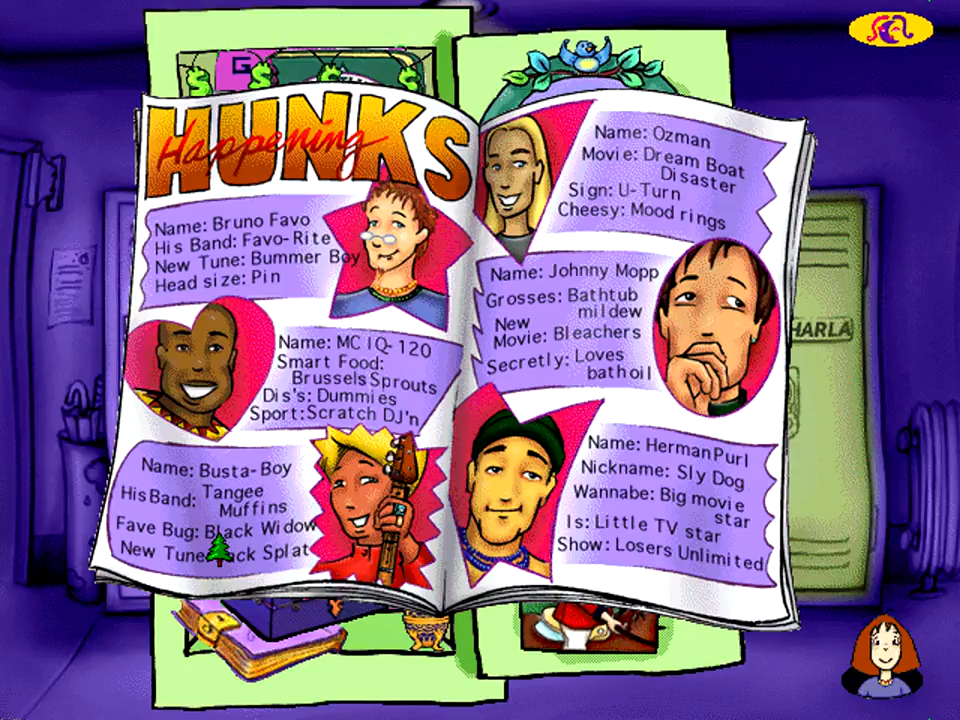 G
HUNKS
Happening
Name: Bruno Favo
His Band: Favo-Rite
New Tune: Bummer Boy
Head size: Pin
Name: MC IQ-120
Smart Food:
Brussels Sprouts
Dis's: Dummies
Sport: Scratch DJ'n
Name: Busta-Boy
His Band: Tangee
Muffins
Fave Bug: Black Widow
New Tune ck Splat
Name: Ozman
Movie: Dream Boat
Disaster
Sign: U-Turn
Cheesy: Mood rings
Name: Johnny Mopp
Grosses: Bathtub
mildew
New
Movie: Bleachers
Secretly: Loves
bathoil
Name: Herman Purl
Nickname: Sly Dog
Wannabe: Big movie
star
Is: Little TV star
Show: Losers Unlimited
HARLA